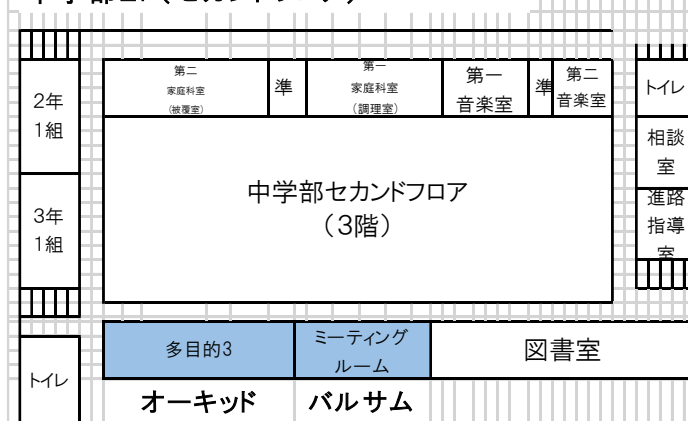 第二
家庭科室
(被覆室)
準
第一
家庭科室
(調理室)
第一
音楽室
準
第二
音楽室
トイレ
2年
1組
相談
室
3年
1組
中学部セカンドフロア
(3階)
進路
指導
室
多目的3
ミーティング
ルーム
図書室
トイレ
オーキッド
バルサム